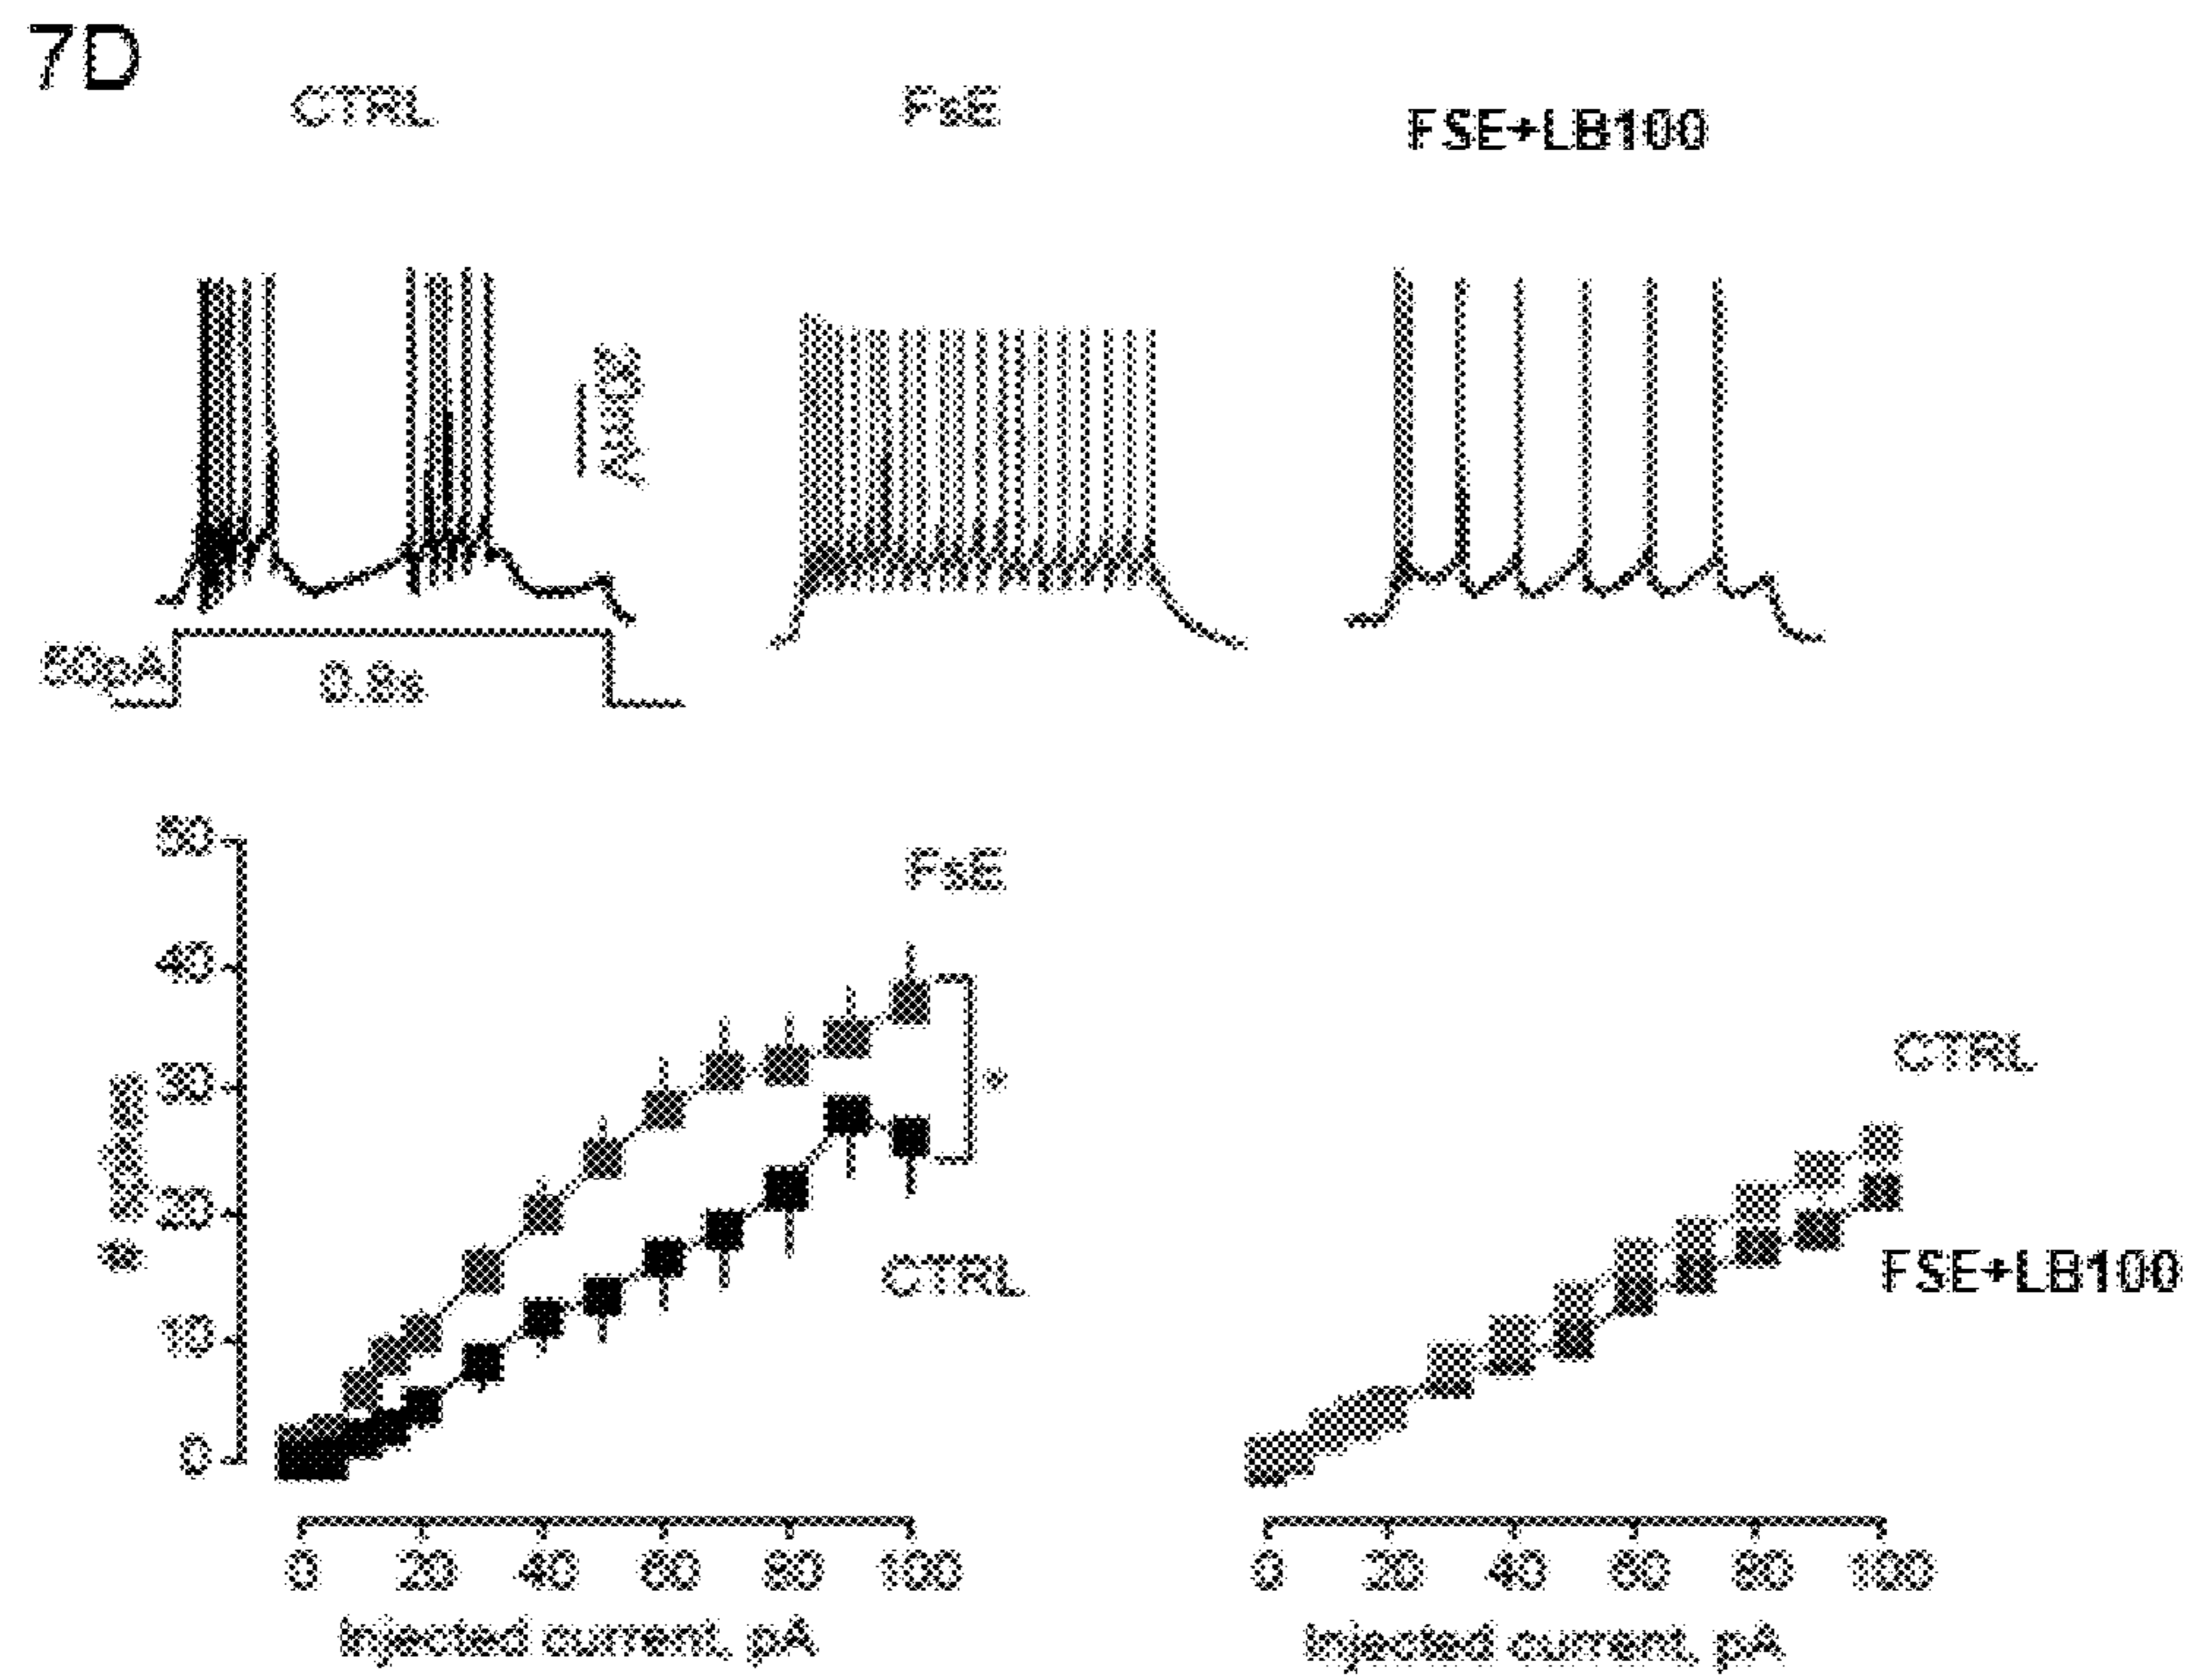 7D
CTRL
FsE
FSE+LB100
50pA
0.8s
50
40
30
20
10
0
FsE
*
CTRL
0 20 40 60 80 100
Injected current, pA
CTRL
FSE+LB100
0 20 40 60 80 100
Injected current, pA